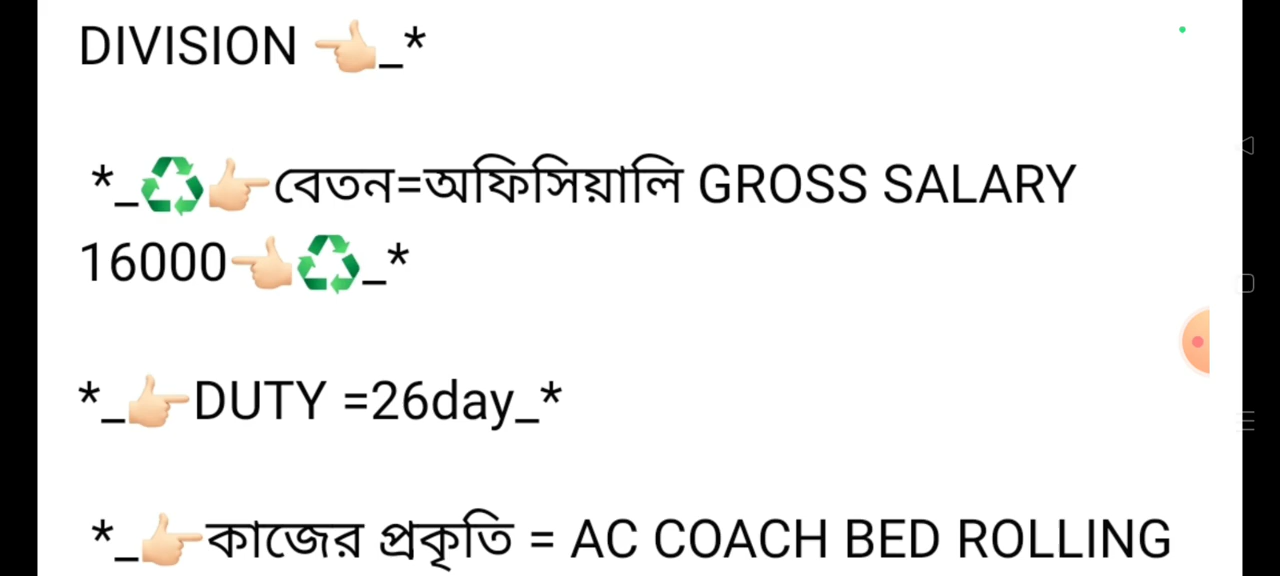 DIVISION 👈🏻_*
*_♻️👉🏻বেতন=অফিসিয়ালি GROSS SALARY
16000👈🏻♻️_*
*_👉🏻DUTY =26day_*
*_👉🏻কাজের প্রকৃতি = AC COACH BED ROLLING